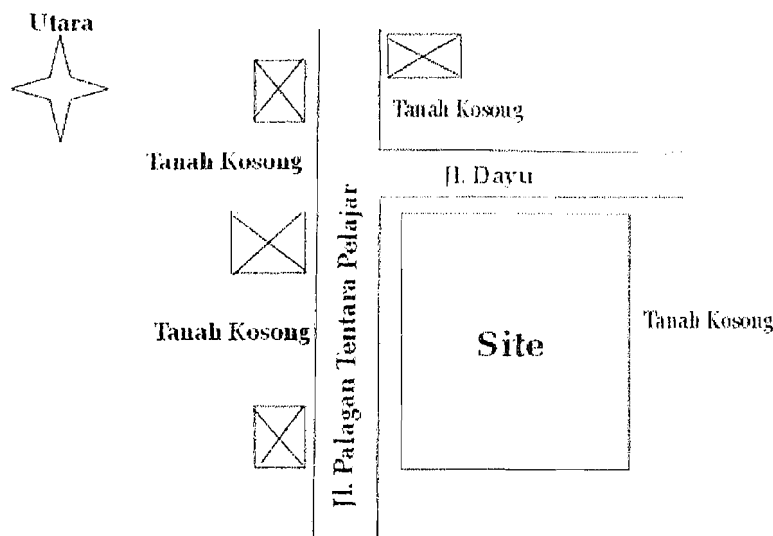 Utara
Tanah Kosong
Tanah Kosong
Jl. Dayu
Jl. Palagan Tentara Pelajar
Tanah Kosong
Site
Tanah Kosong